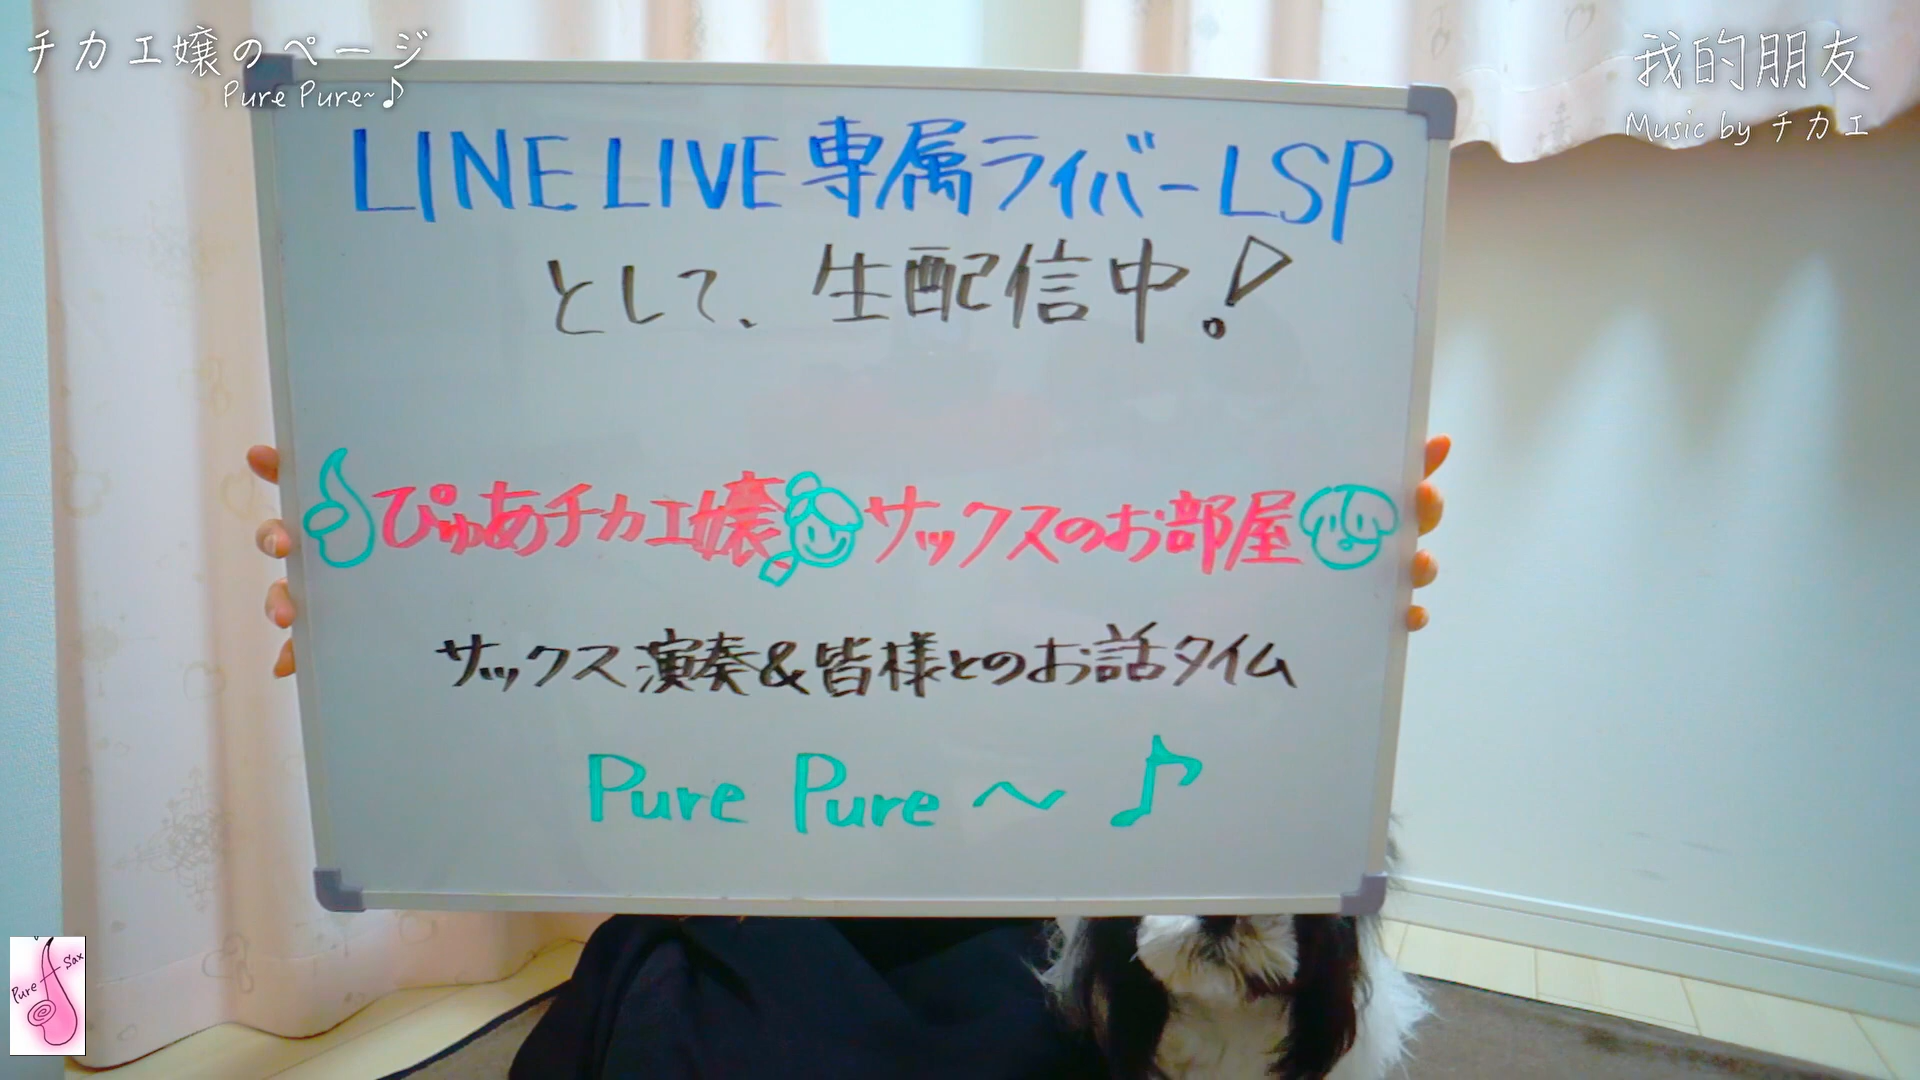 チカエ嬢のページ
Pure Pure~♪
我的朋友
Music by チカエ
LINE LIVE 専属ライバーLSP
として、生配信中!
ぴゅあチカエ嬢サックスのお部屋
サックス演奏&皆様とのお話タイム
Pure Pure～♪
Pure Sax